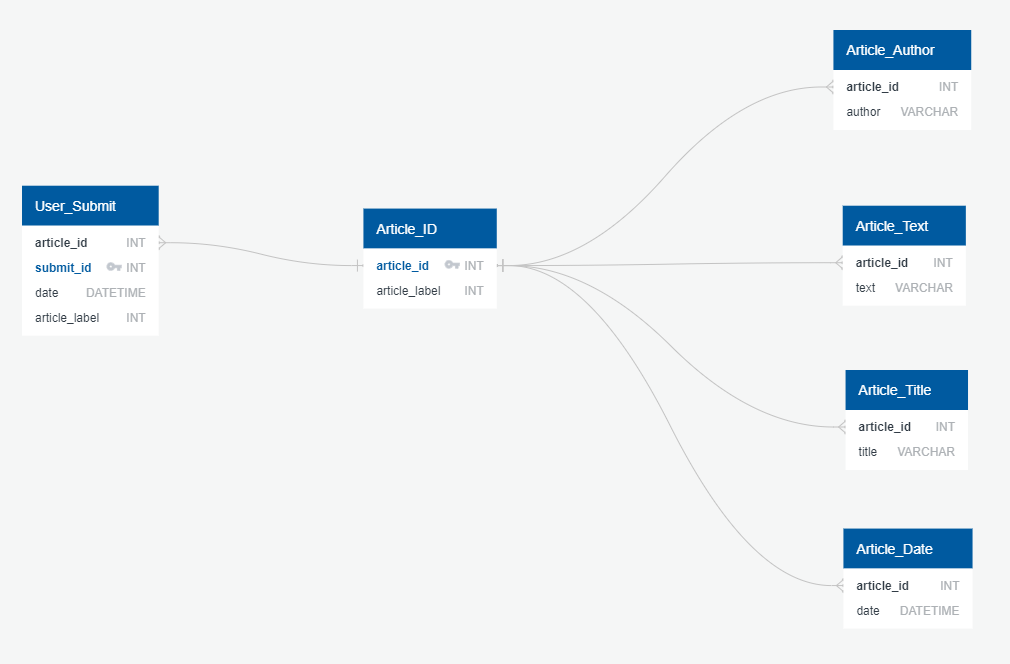 Article_Author
article_id INT
author VARCHAR
User_Submit
article_id INT
submit_id INT
date DATETIME
article_label INT
Article_ID
article_id INT
article_label INT
Article_Text
article_id INT
text VARCHAR
Article_Title
article_id INT
title VARCHAR
Article_Date
article_id INT
date DATETIME